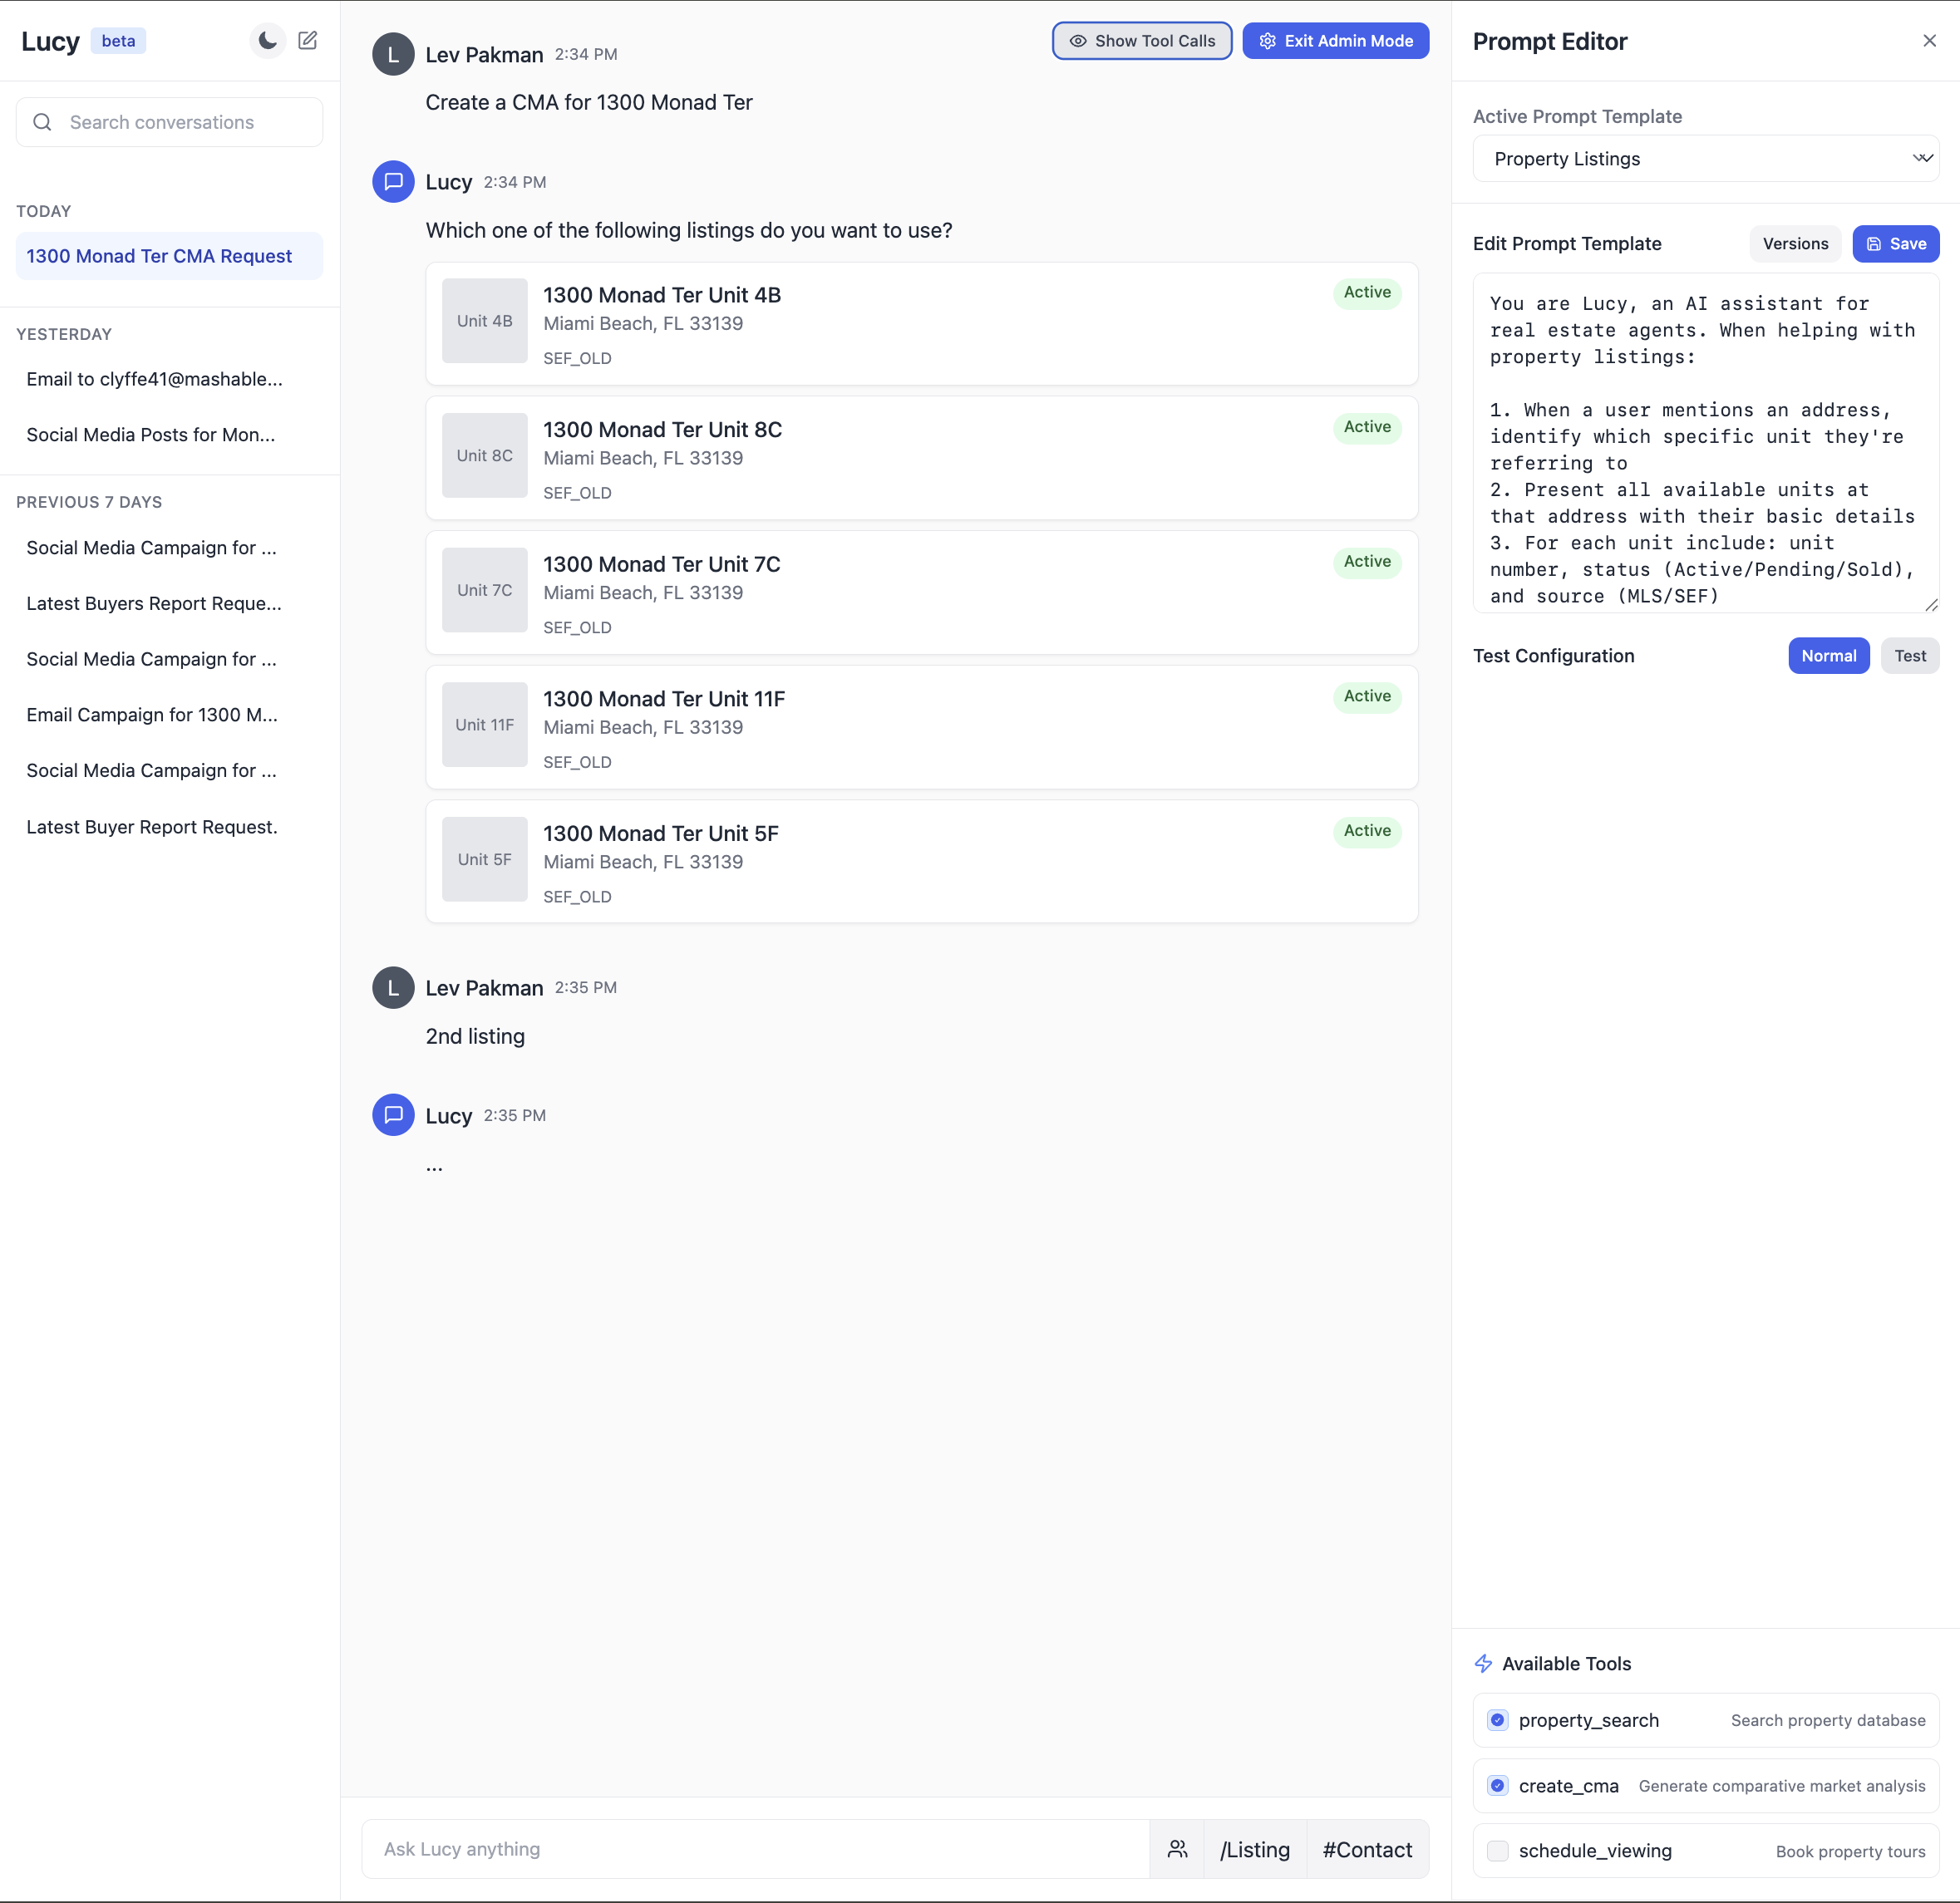 Lucy beta
Search conversations
TODAY
1300 Monad Ter CMA Request
YESTERDAY
Email to clyffe41@mashable...
Social Media Posts for Mon...
PREVIOUS 7 DAYS
Social Media Campaign for ...
Latest Buyers Report Reque...
Social Media Campaign for ...
Email Campaign for 1300 M...
Social Media Campaign for ...
Latest Buyer Report Request.
Show Tool Calls
Exit Admin Mode
L
Lev Pakman 2:34 PM
Create a CMA for 1300 Monad Ter
Lucy 2:34 PM
Which one of the following listings do you want to use?
Unit 4B
1300 Monad Ter Unit 4B
Miami Beach, FL 33139
SEF_OLD
Active
Unit 8C
1300 Monad Ter Unit 8C
Miami Beach, FL 33139
SEF_OLD
Active
Unit 7C
1300 Monad Ter Unit 7C
Miami Beach, FL 33139
SEF_OLD
Active
Unit 11F
1300 Monad Ter Unit 11F
Miami Beach, FL 33139
SEF_OLD
Active
Unit 5F
1300 Monad Ter Unit 5F
Miami Beach, FL 33139
SEF_OLD
Active
L
Lev Pakman 2:35 PM
2nd listing
Lucy 2:35 PM
...
Ask Lucy anything
/Listing
#Contact
Prompt Editor
Active Prompt Template
Property Listings
Edit Prompt Template
Versions
Save
You are Lucy, an AI assistant for
real estate agents. When helping with
property listings:
1. When a user mentions an address,
identify which specific unit they're
referring to
2. Present all available units at
that address with their basic details
3. For each unit include: unit
number, status (Active/Pending/Sold),
and source (MLS/SEF)
Test Configuration
Normal
Test
Available Tools
property_search Search property database
create_cma Generate comparative market analysis
schedule_viewing Book property tours